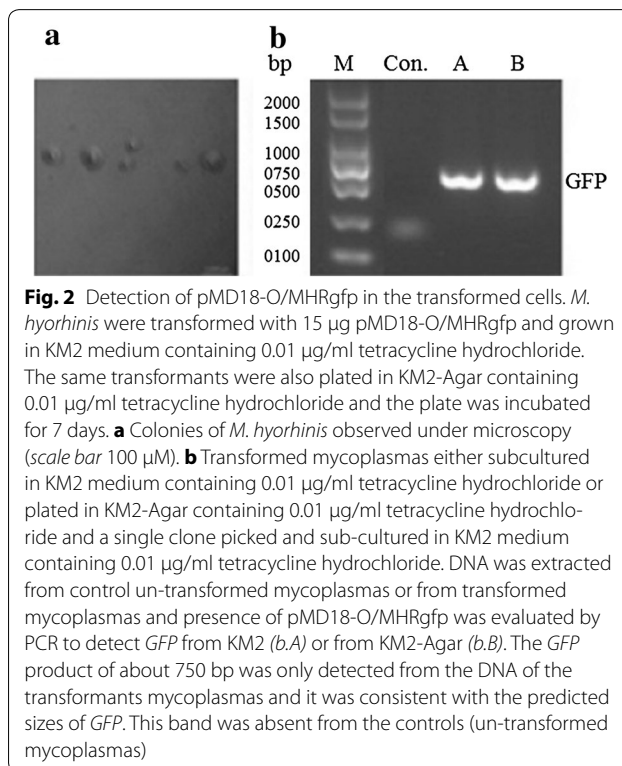 a
b
bp M Con. A B
2000
1500
1000
0750
0500
0250
0100
GFP
Fig. 2 Detection of pMD18-O/MHRgfp in the transformed cells. M.
hyorhinis were transformed with 15 µg pMD18-O/MHRgfp and grown
in KM2 medium containing 0.01 µg/ml tetracycline hydrochloride.
The same transformants were also plated in KM2-Agar containing
0.01 µg/ml tetracycline hydrochloride and the plate was incubated
for 7 days. a Colonies of M. hyorhinis observed under microscopy
(scale bar 100 µM). b Transformed mycoplasmas either subcultured
in KM2 medium containing 0.01 µg/ml tetracycline hydrochloride or
plated in KM2-Agar containing 0.01 µg/ml tetracycline hydrochlo-
ride and a single clone picked and sub-cultured in KM2 medium
containing 0.01 µg/ml tetracycline hydrochloride. DNA was extracted
from control un-transformed mycoplasmas or from transformed
mycoplasmas and presence of pMD18-O/MHRgfp was evaluated by
PCR to detect GFP from KM2 (b.A) or from KM2-Agar (b.B). The GFP
product of about 750 bp was only detected from the DNA of the
transformants mycoplasmas and it was consistent with the predicted
sizes of GFP. This band was absent from the controls (un-transformed
mycoplasmas)